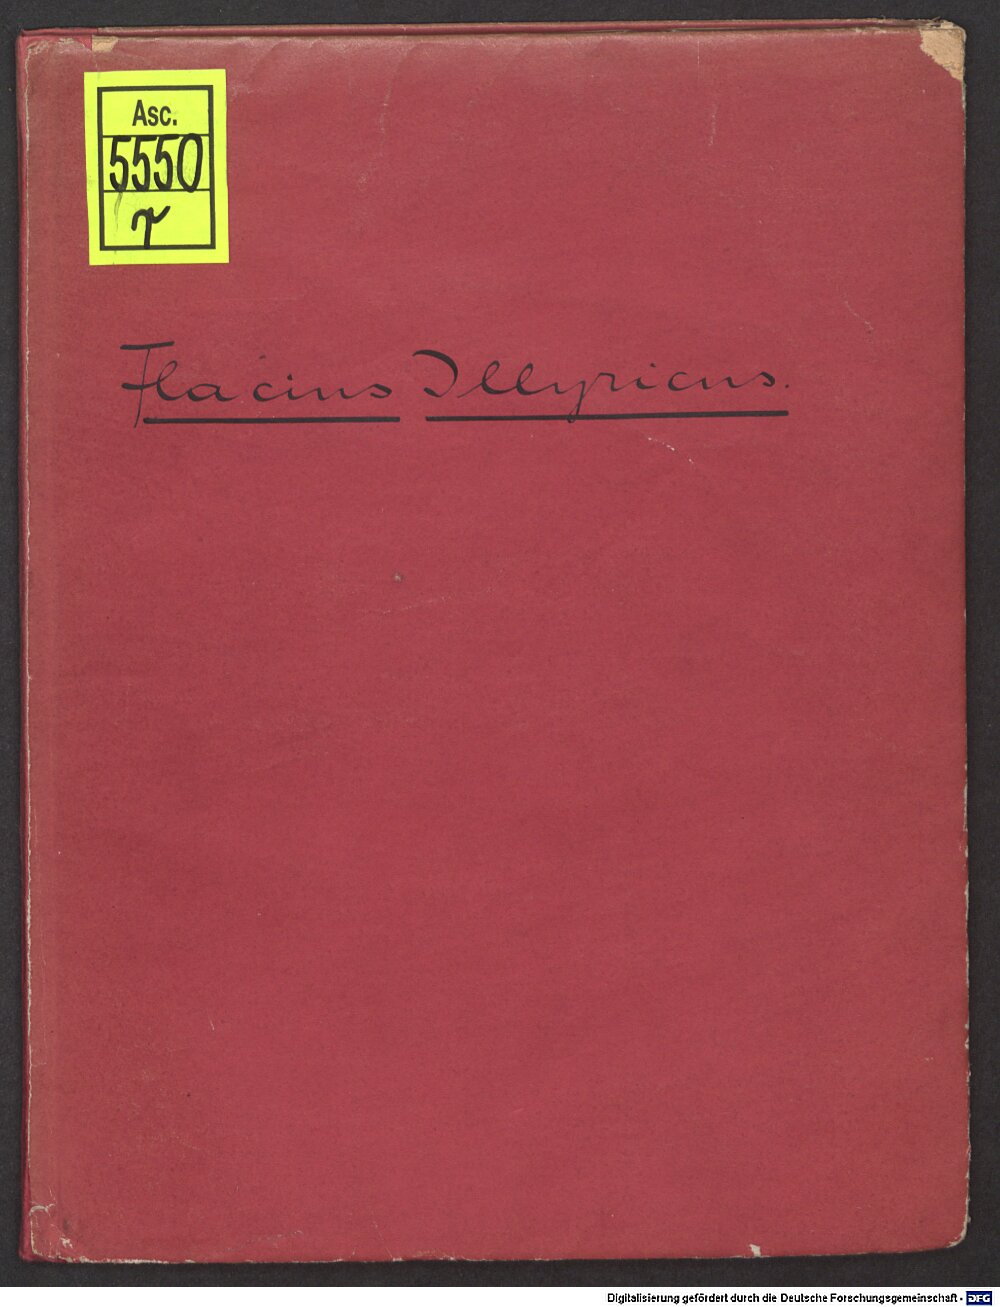 Asc.
5550
r
Flacius Illyricus.
Digitalisierung gefördert durch die Deutsche Forschungsgemeinschaft - DFG